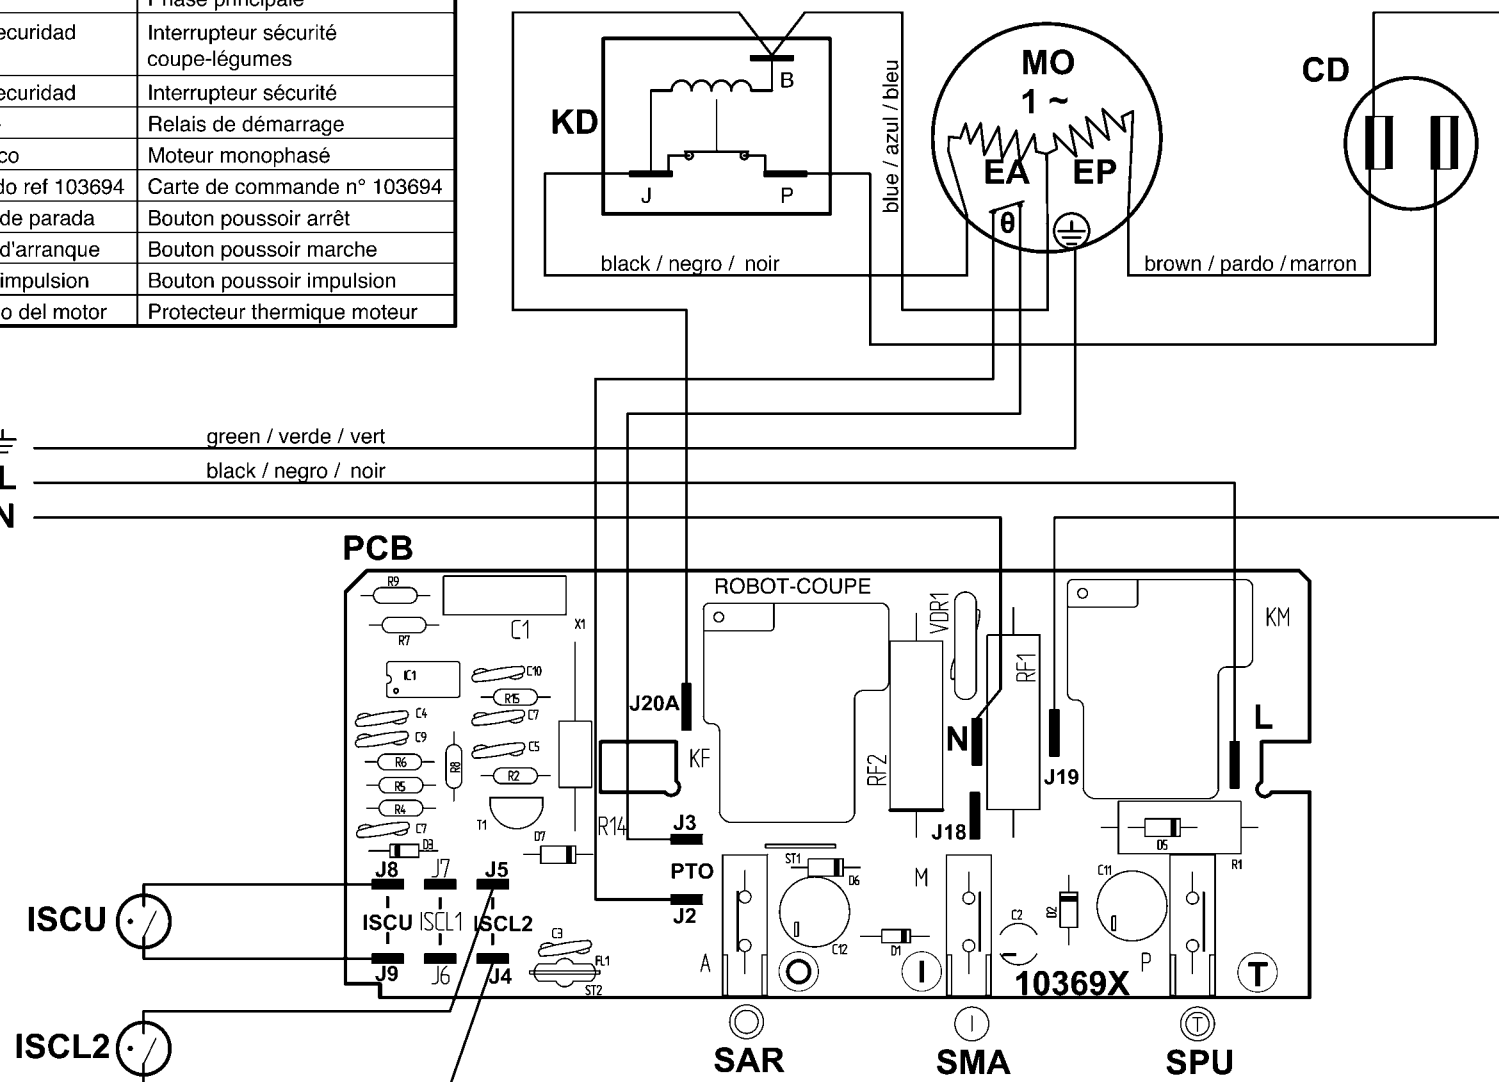 Phase principale
ecuridad Interrupteur sécurité
coupe-légumes
ecuridad Interrupteur sécurité
Relais de démarrage
co Moteur monophasé
do ref 103694 Carte de commande n° 103694
de parada Bouton poussoir arrêt
d'arranque Bouton poussoir marche
impulsion Bouton poussoir impulsion
o del motor Protecteur thermique moteur
KD
B
J
P
blue / azul / bleu
MO
1 ~
EA
EP
θ
CD
black / negro / noir
brown / pardo / marron
green / verde / vert
L
black / negro / noir
N
PCB
ROBOT-COUPE
R9
C1
X1
R7
IC1
C10
R15
C4
C7
C9
C5
R6
R8
R2
R5
R4
T1
C7
D3
D7
R14
J20A
KF
RF2
VDR1
RF1
KM
N
J19
L
J18
J3
PTO
J2
ST1
D6
M
D5
R1
C11
J8
J7
J5
ISCU
ISCU
ISCL1
ISCL2
J9
J6
J4
C3
FL1
ST2
A
C12
O
D1
I
C2
D2
10369X
P
T
ISCL2
I
T
SAR
SMA
SPU